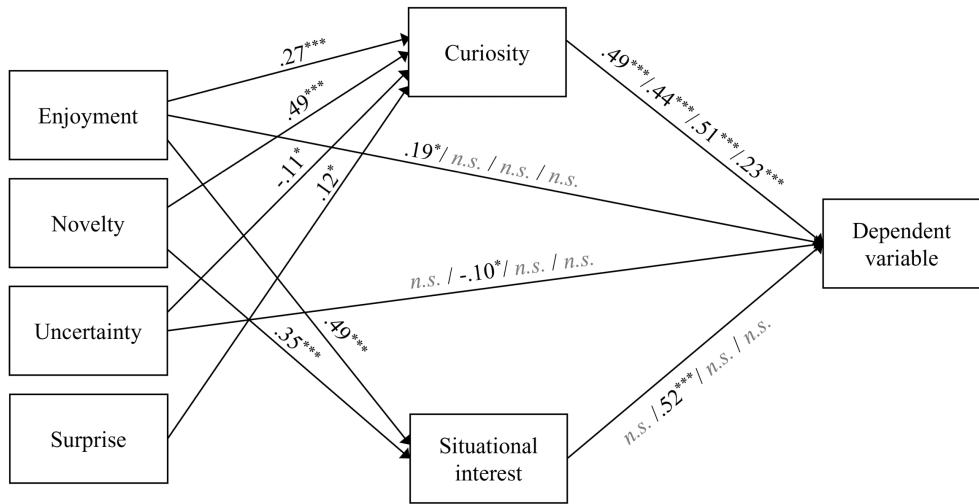 Curiosity
.27***
.49***
-.11*
.12*
.49***/.44***/.51***/.23***
Enjoyment
.19*/ n.s. / n.s. / n.s.
Novelty
Dependent
variable
n.s. / -.10*/ n.s. / n.s.
Uncertainty
.35***
.49***
n.s. /.52***/ n.s. / n.s.
Surprise
Situational
interest